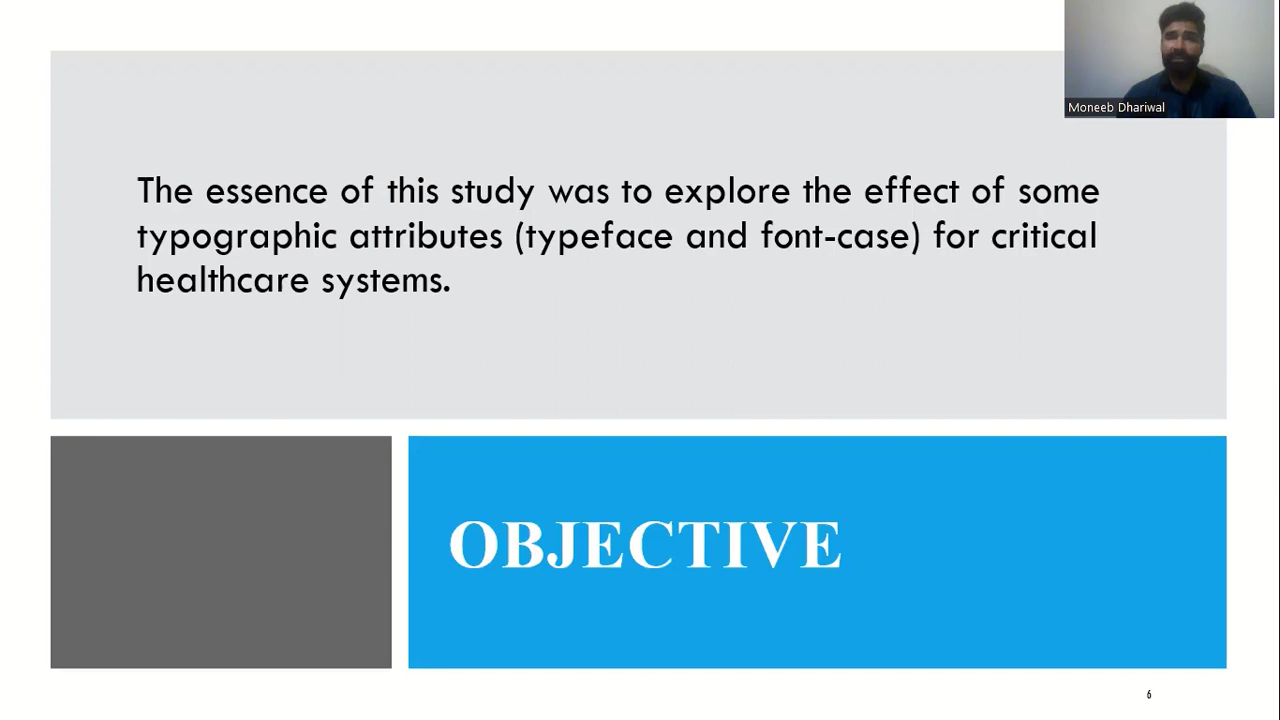 Moneeb Dhariwal
The essence of this study was to explore the effect of some
typographic attributes (typeface and font-case) for critical
healthcare systems.
OBJECTIVE
6